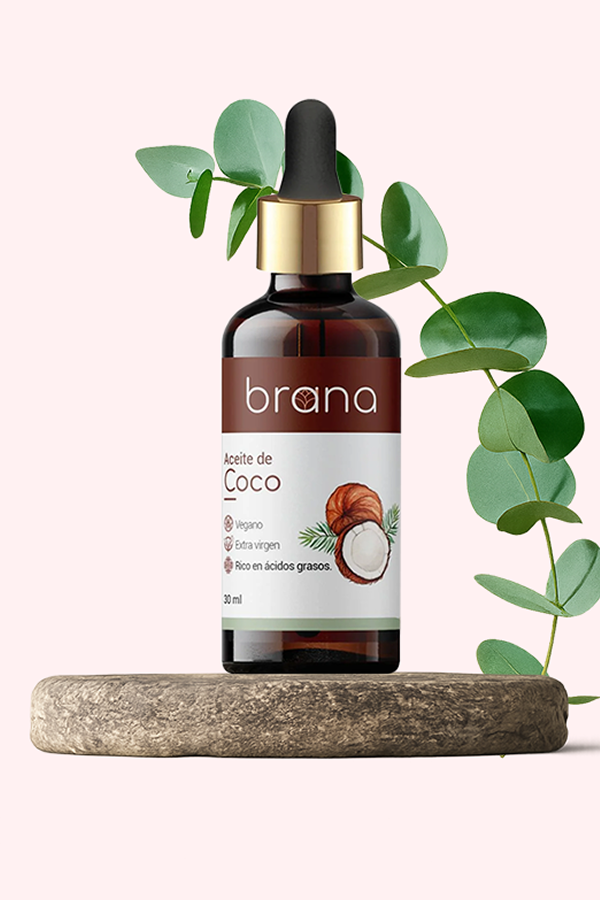 brana
Aceite de
Coco
Vegano
Extra virgen
Rico en ácidos grasos.
30 ml